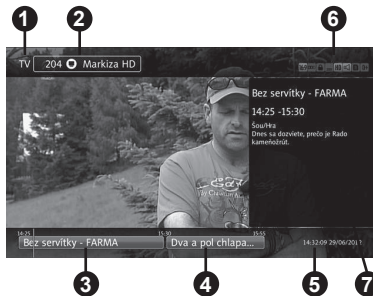 1 2 6
TV 204 Markiza HD
Bez servítky - FARMA
14:25 -15:30
Šou/Hra
Dnes sa dozviete, prečo je Rado
kameňožrút.
14:25 15:30 15:55
Bez servítky - FARMA Dva a pol chlapa... 14:32:09 29/06/2011
3 4 5 7